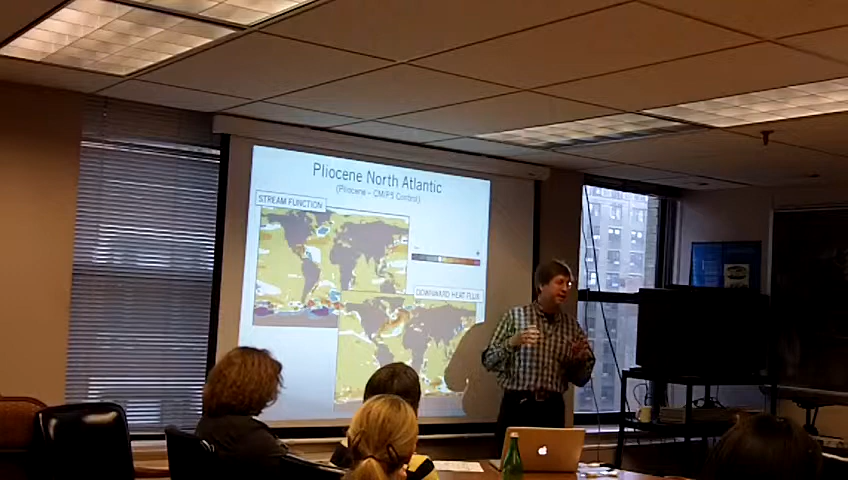 Pliocene North Atlantic
(Pliocene - CMIP5 Control)
STREAM FUNCTION
DOWNWARD HEAT FLUX